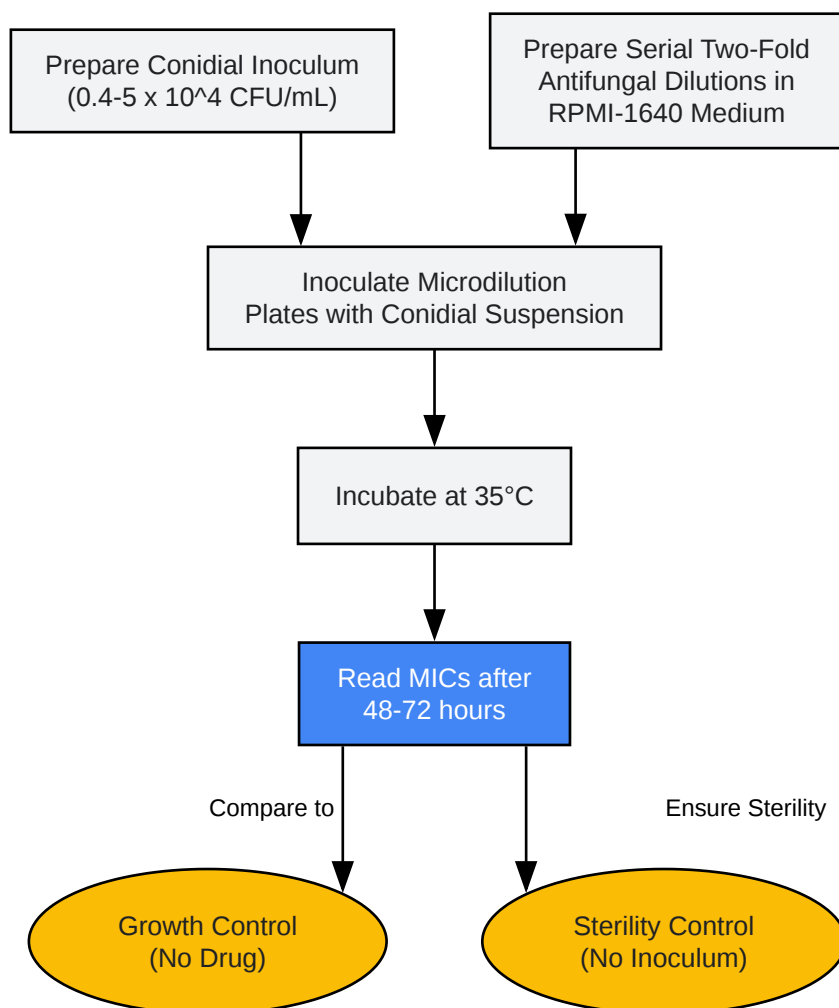 Prepare Conidial Inoculum
(0.4-5 x 10^4 CFU/mL)
Prepare Serial Two-Fold
Antifungal Dilutions in
RPMI-1640 Medium
Inoculate Microdilution
Plates with Conidial Suspension
Incubate at 35°C
Read MICs after
48-72 hours
Compare to
Ensure Sterility
Growth Control
(No Drug)
Sterility Control
(No Inoculum)